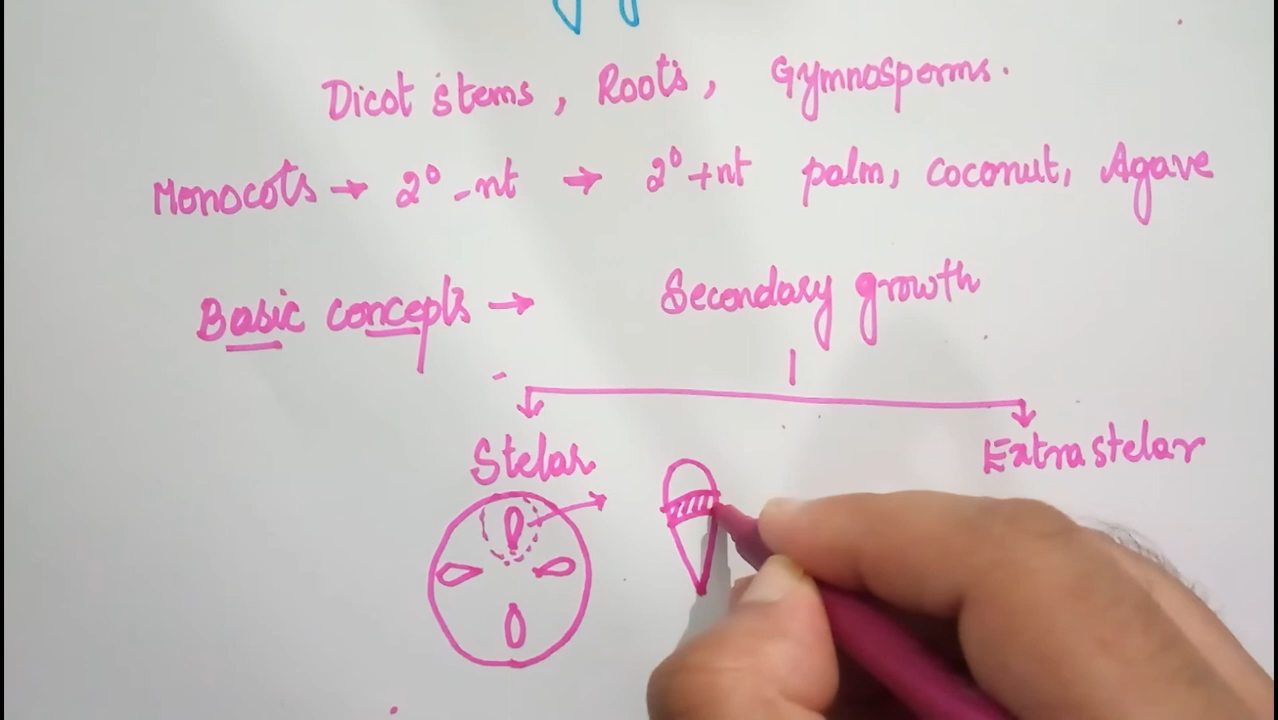 Dicot stems, Roots, Gymnosperms.
Monocots → 2° -nt → 2° +nt palm, coconut, Agave
Basic concepts → Secondary growth
Stelar Extrastelar